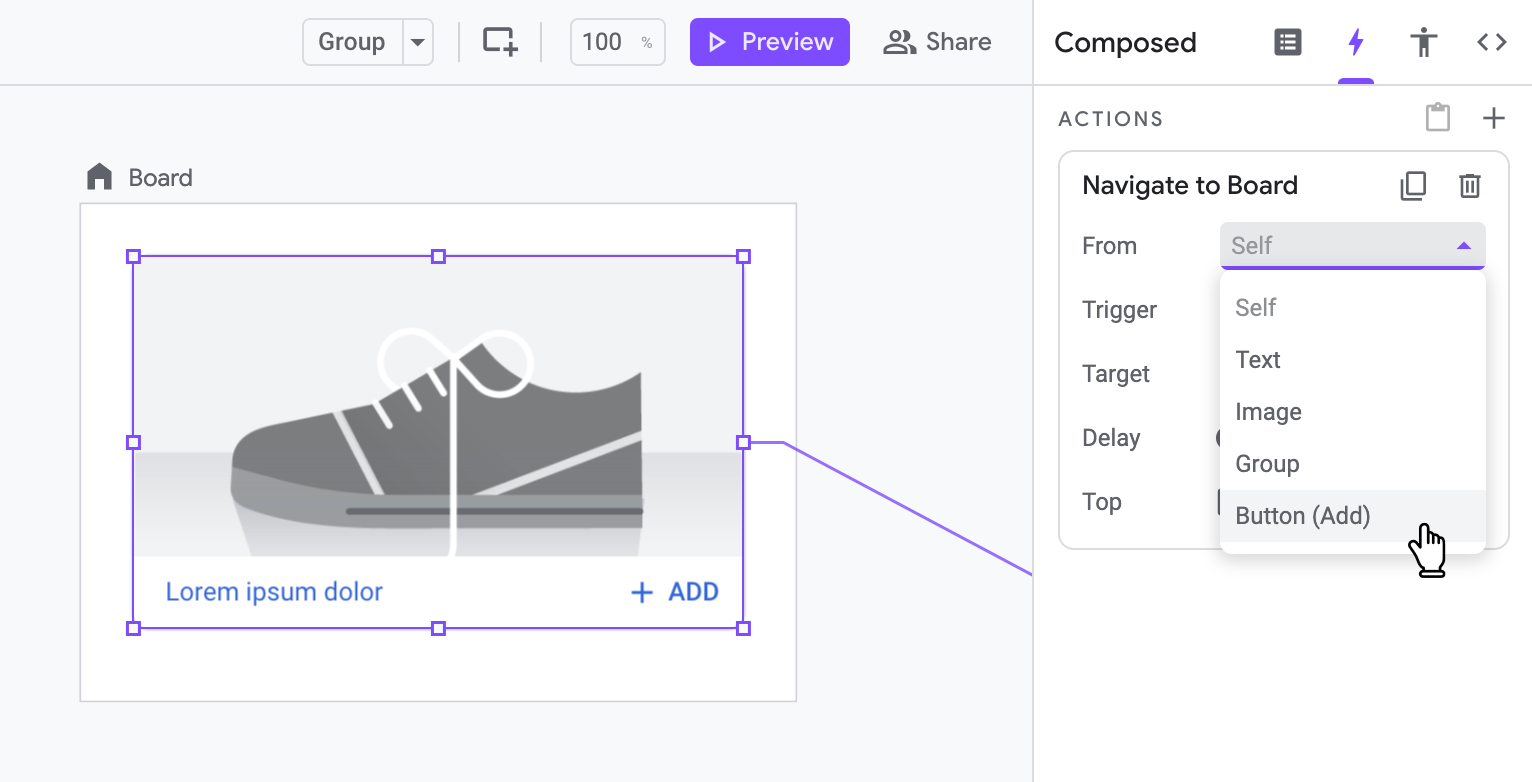 Group
100 %
Preview
Share
Composed
ACTIONS
Board
Navigate to Board
From
Self
Trigger
Target
Delay
Top
Self
Text
Image
Group
Button (Add)
Lorem ipsum dolor
+ ADD